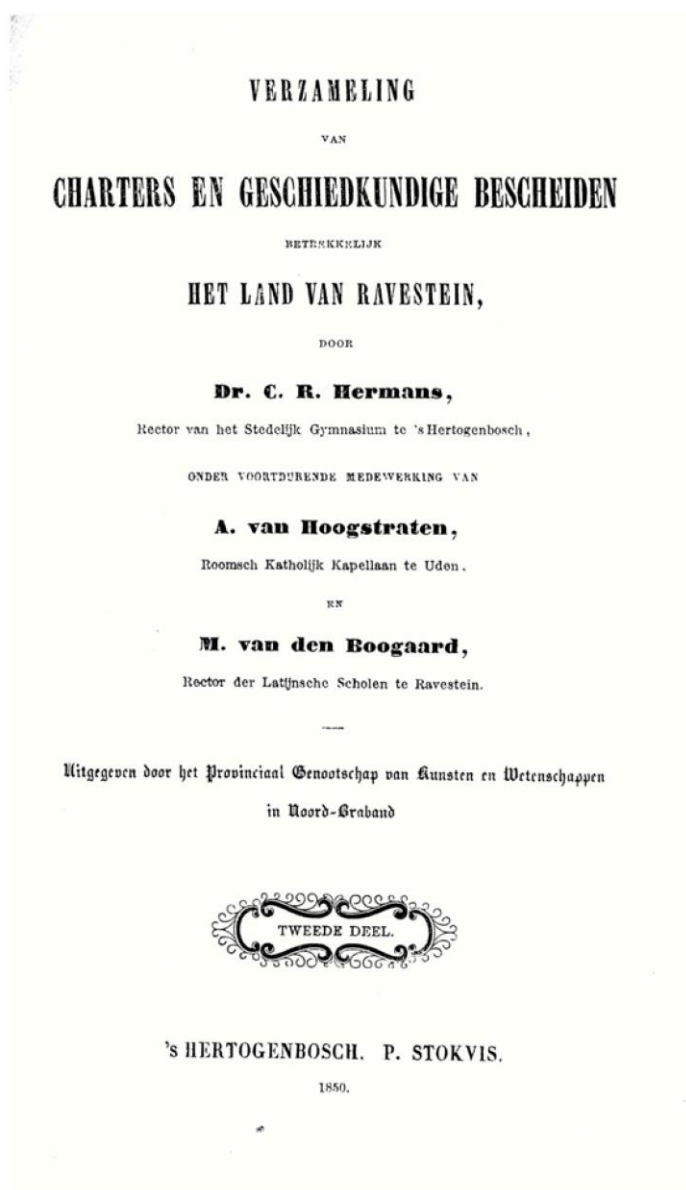 VERZAMELING
VAN
CHARTERS EN GESCHIEDKUNDIGE BESCHEIDEN
BETREKKELIJK
HET LAND VAN RAVESTEIN,
DOOR
Dr. C. R. Hermans,
Rector van het Stedelijk Gymnasium te 'sHertogenbosch,
ONDER VOORTDURENDE MEDEWERKING VAN
A. van Hoogstraten,
Roomsch Katholijk Kapellaan te Uden.
EN
M. van den Boogaard,
Rector der Latijnsche Scholen te Ravestein.
Uitgegeven door het Provinciaal Genootschap van Kunsten en Wetenschappen
in Noord-Braband
TWEEDE DEEL.
's HERTOGENBOSCH. P. STOKVIS.
1850.